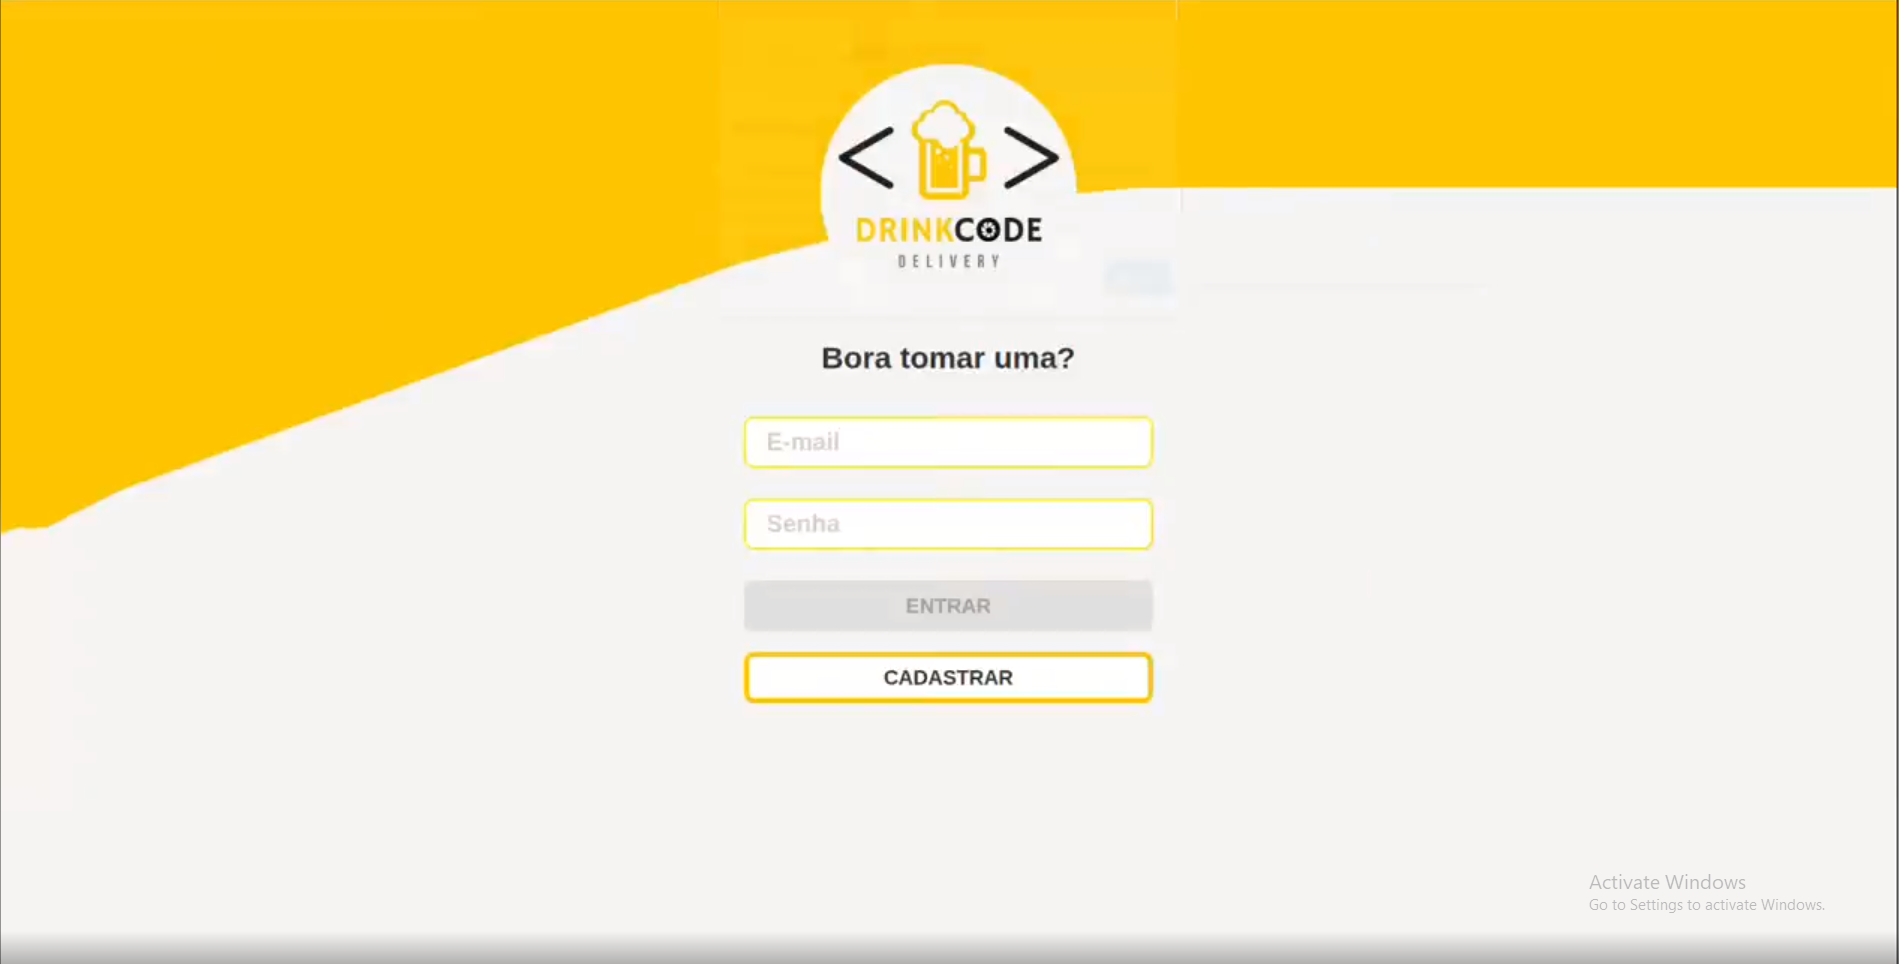 DRINKCODE
DELIVERY
Bora tomar uma?
E-mail
Senha
ENTRAR
CADASTRAR
Activate Windows
Go to Settings to activate Windows.